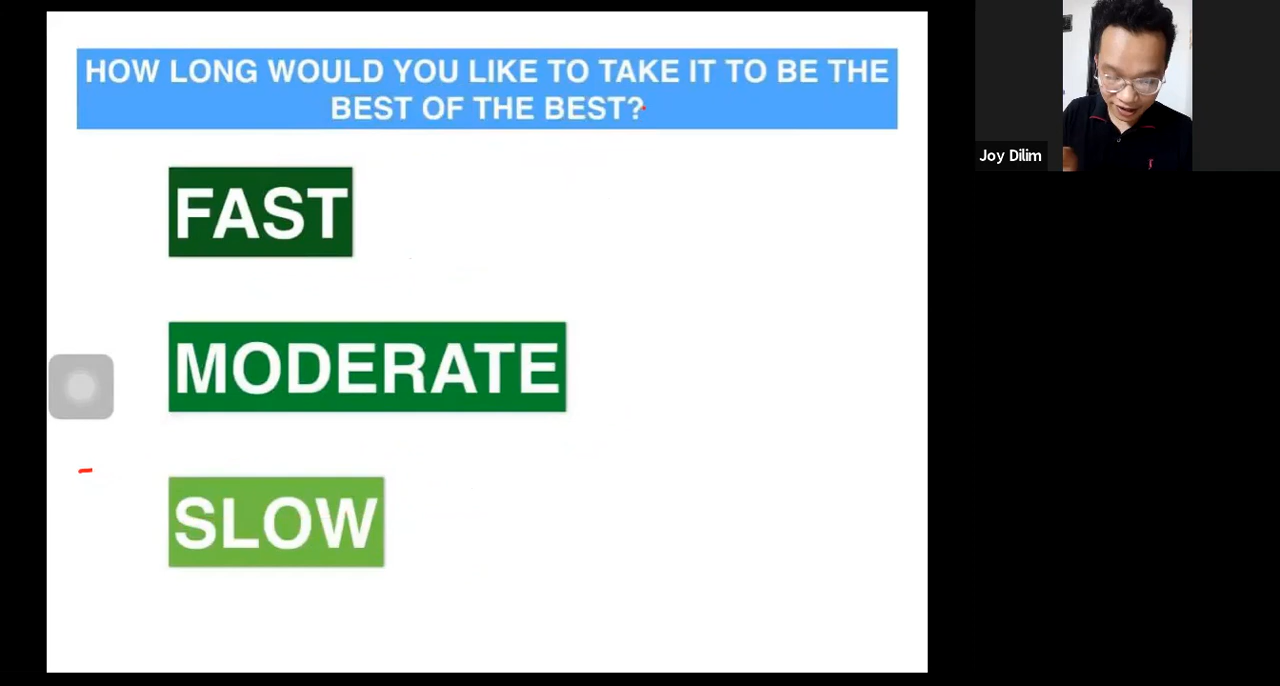 HOW LONG WOULD YOU LIKE TO TAKE IT TO BE THE
BEST OF THE BEST?
FAST
MODERATE
SLOW
Joy Dilim